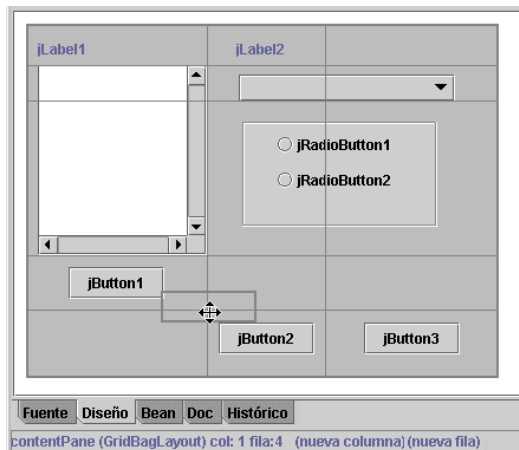 jLabel1 jLabel2
jRadioButton1
jRadioButton2
jButton1
jButton2 jButton3
Fuente Diseño Bean Doc Histórico
contentPane (GridBagLayout) col: 1 fila:4 (nueva columna)(nueva fila)